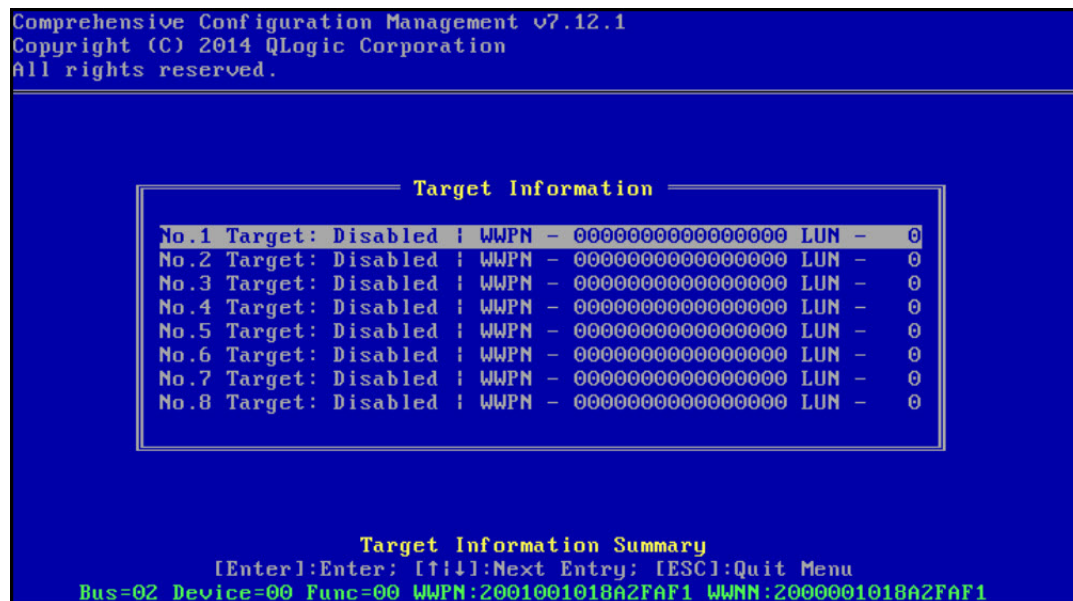 Comprehensive Configuration Management v7.12.1
Copyright (C) 2014 QLogic Corporation
All rights reserved.
Target Information
No.1 Target: Disabled ¦ WWPN - 0000000000000000 LUN - 0
No.2 Target: Disabled ¦ WWPN - 0000000000000000 LUN - 0
No.3 Target: Disabled ¦ WWPN - 0000000000000000 LUN - 0
No.4 Target: Disabled ¦ WWPN - 0000000000000000 LUN - 0
No.5 Target: Disabled ¦ WWPN - 0000000000000000 LUN - 0
No.6 Target: Disabled ¦ WWPN - 0000000000000000 LUN - 0
No.7 Target: Disabled ¦ WWPN - 0000000000000000 LUN - 0
No.8 Target: Disabled ¦ WWPN - 0000000000000000 LUN - 0
Target Information Summary
[Enter]:Enter; [↑¦↓]:Next Entry; [ESC]:Quit Menu
Bus=02 Device=00 Func=00 WWPN:2001001018A2FAF1 WWNN:2000001018A2FAF1